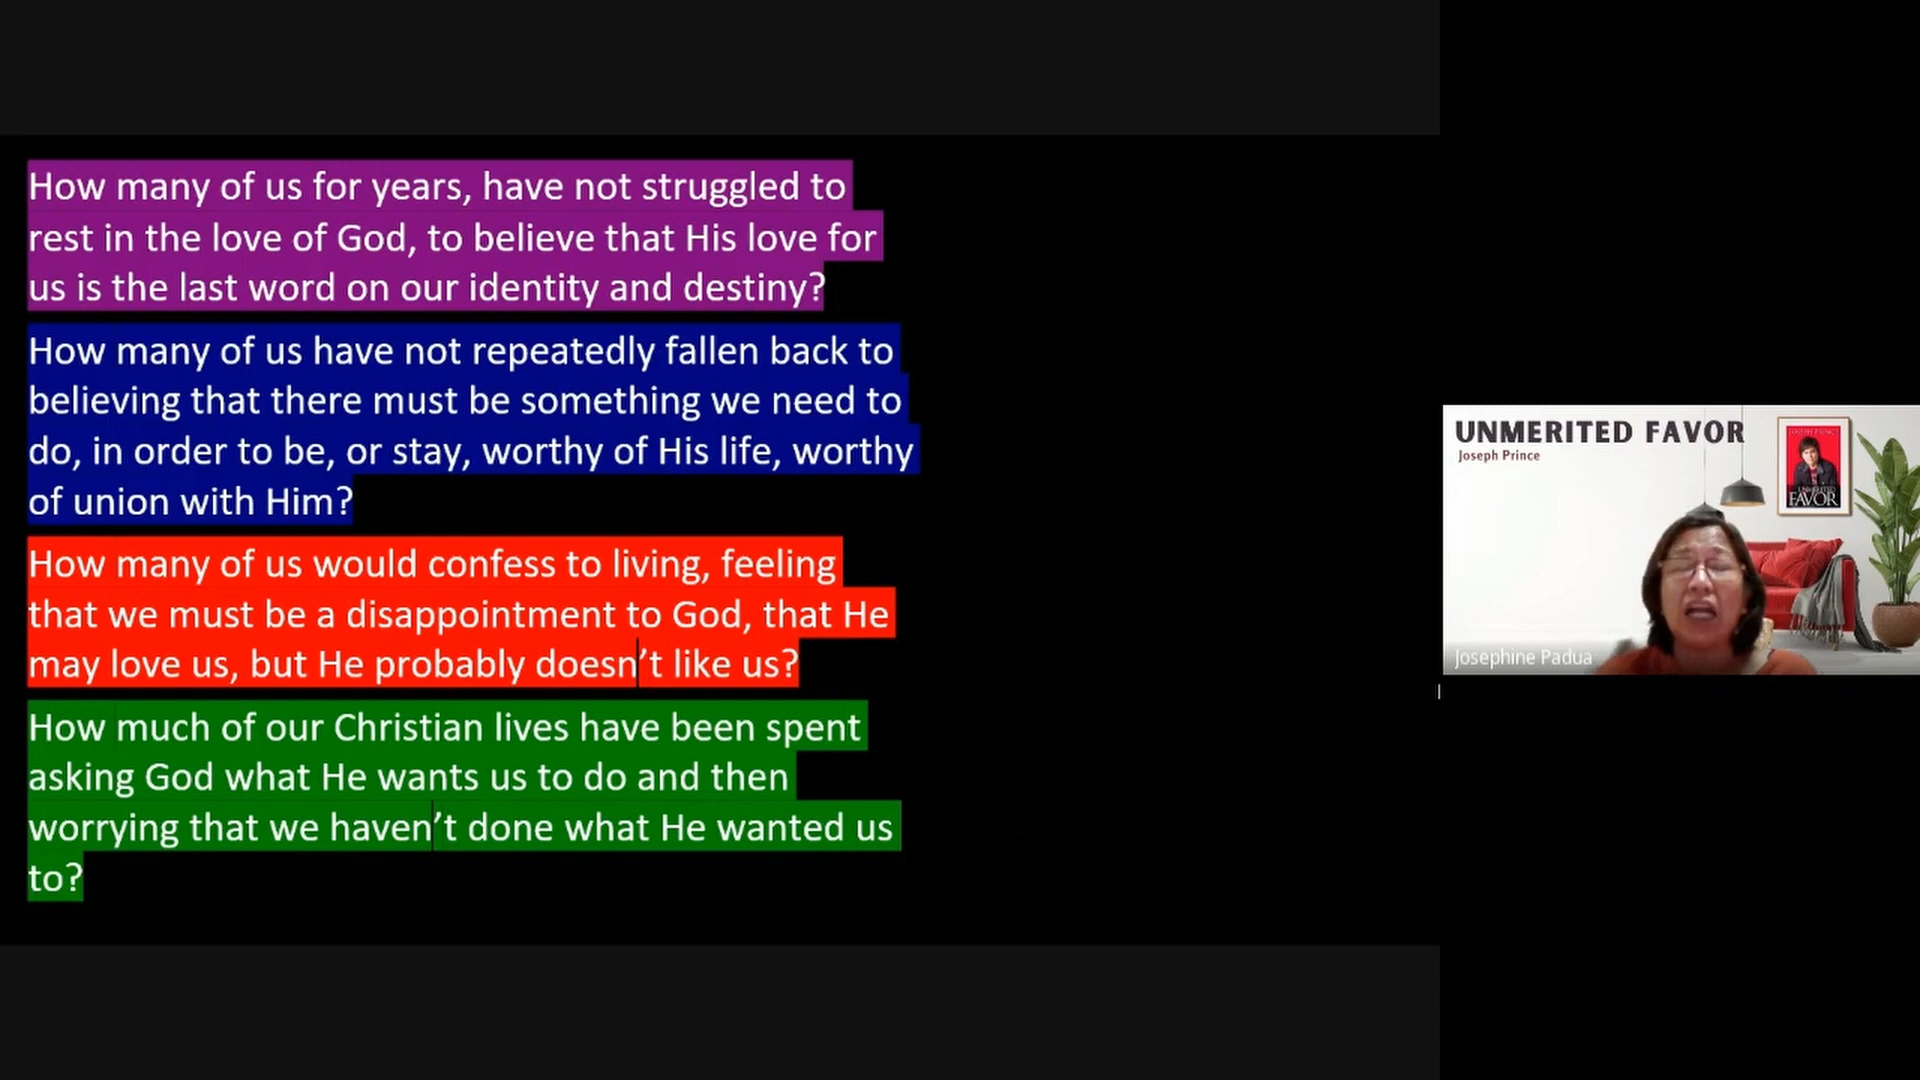 How many of us for years, have not struggled to
rest in the love of God, to believe that His love for
us is the last word on our identity and destiny?
How many of us have not repeatedly fallen back to
believing that there must be something we need to
do, in order to be, or stay, worthy of His life, worthy
of union with Him?
How many of us would confess to living, feeling
that we must be a disappointment to God, that He
may love us, but He probably doesn’t like us?
How much of our Christian lives have been spent
asking God what He wants us to do and then
worrying that we haven’t done what He wanted us
to?
UNMERITED FAVOR
Joseph Prince
JOSEPH PRINCE
UNMERITED
FAVOR
Josephine Padua